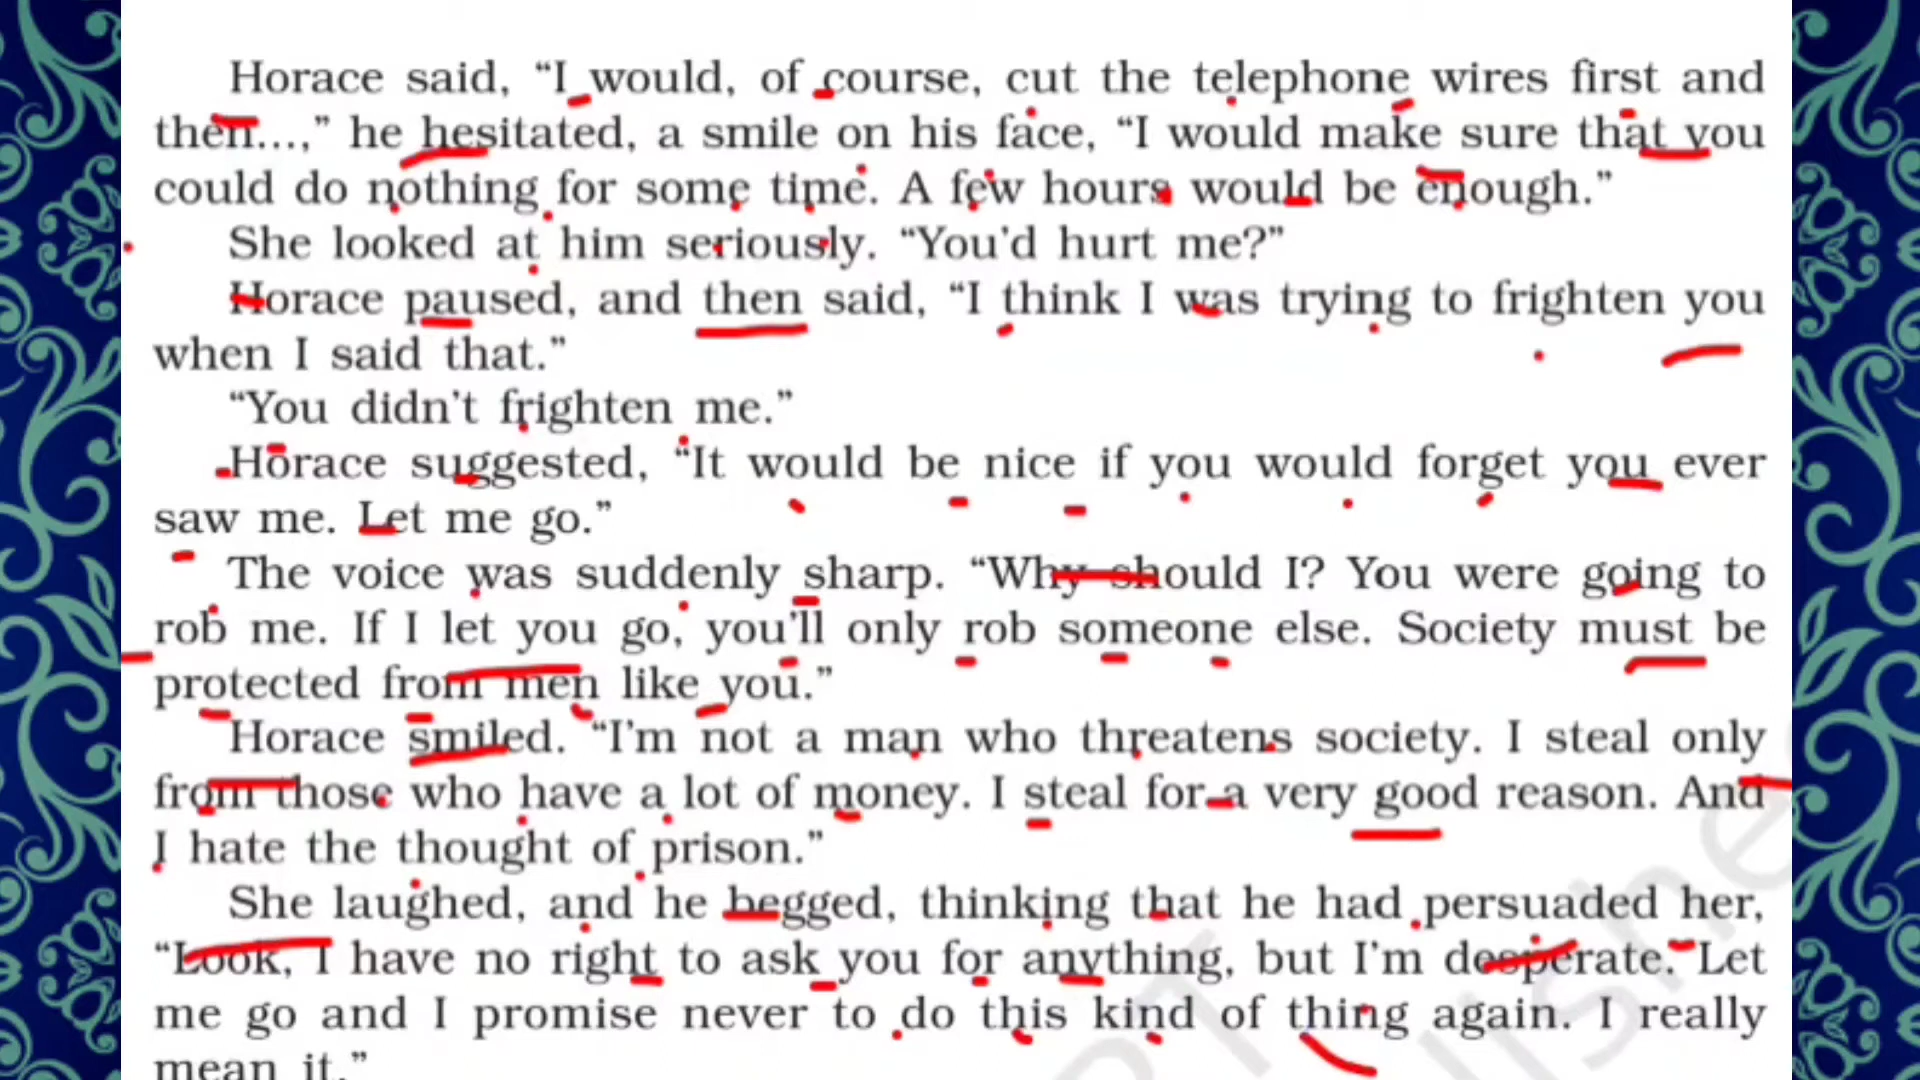 Horace said, “I would, of course, cut the telephone wires first and
then...,” he hesitated, a smile on his face, “I would make sure that you
could do nothing for some time. A few hours would be enough.”
She looked at him seriously. “You’d hurt me?”
Horace paused, and then said, “I think I was trying to frighten you
when I said that.”
“You didn’t frighten me.”
Horace suggested, “It would be nice if you would forget you ever
saw me. Let me go.”
The voice was suddenly sharp. “Why should I? You were going to
rob me. If I let you go, you’ll only rob someone else. Society must be
protected from men like you.”
Horace smiled. “I’m not a man who threatens society. I steal only
from those who have a lot of money. I steal for a very good reason. And
I hate the thought of prison.”
She laughed, and he begged, thinking that he had persuaded her,
“Look, I have no right to ask you for anything, but I’m desperate. Let
me go and I promise never to do this kind of thing again. I really
mean it.”